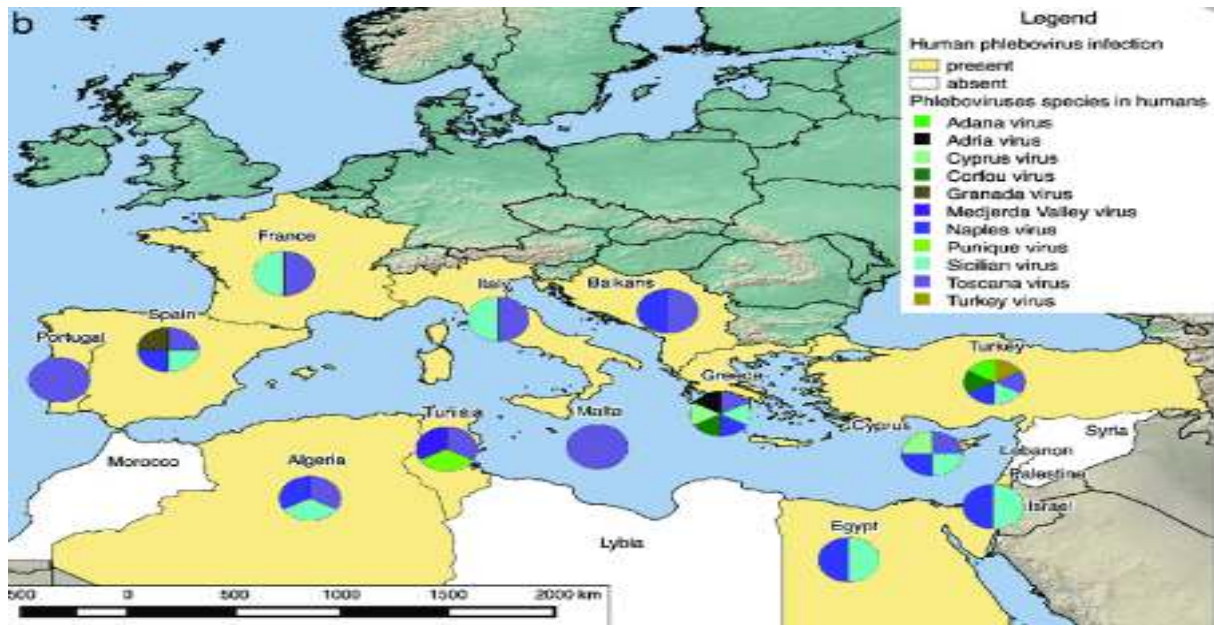 b
Legend
Human phlebovirus infection
present
absent
Phleboviruses species in humans
Adana virus
Adria virus
Cyprus virus
Corfou virus
Granada virus
Medjerda Valley virus
Naples virus
Punique virus
Sicilian virus
Toscana virus
Turkey virus
France
Italy
Balkans
Portugal
Spain
Turkey
Greece
Tunisia
Malta
Cyprus
Syria
Morocco
Algeria
Lebanon
Palestine
Israel
Egypt
Lybia
500 0 500 1000 1500 2000 km